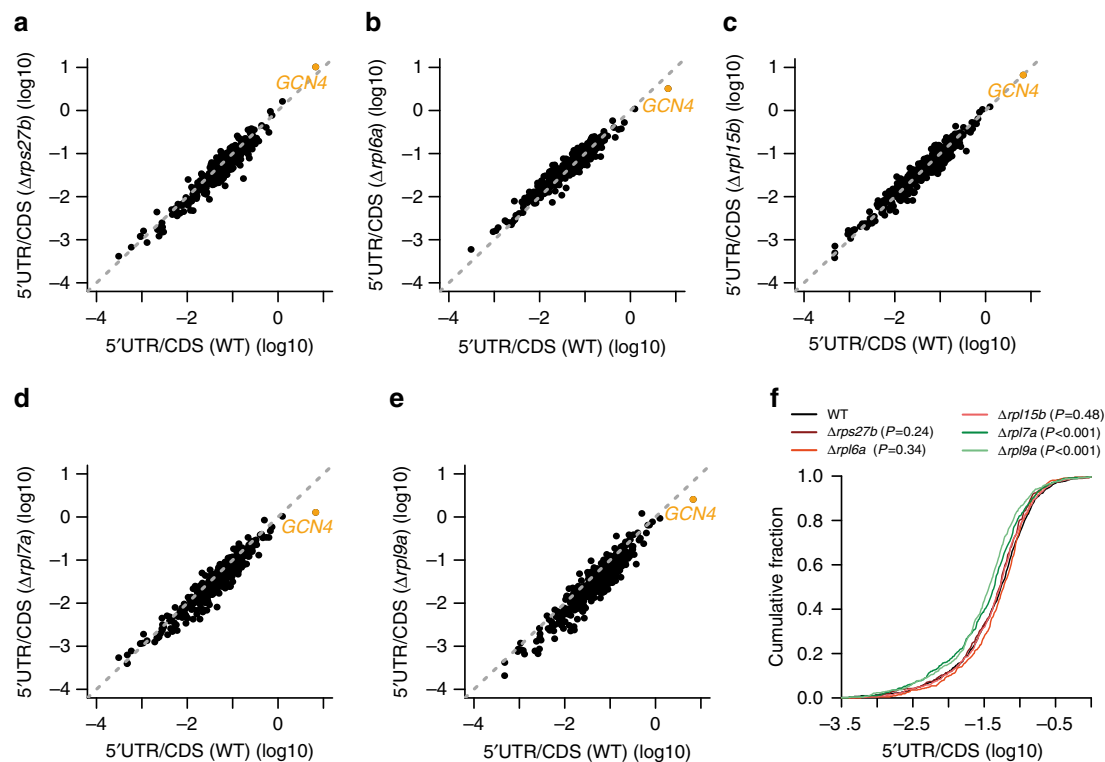 a
5′UTR/CDS (Δrps27b) (log10)
1
0
−1
−2
−3
−4
GCN4
−4
−2
0
5′UTR/CDS (WT) (log10)
b
5′UTR/CDS (Δrpl6a) (log10)
1
0
−1
−2
−3
−4
GCN4
−4
−2
0
5′UTR/CDS (WT) (log10)
c
5′UTR/CDS (Δrpl15b) (log10)
1
0
−1
−2
−3
−4
GCN4
−4
−2
0
5′UTR/CDS (WT) (log10)
d
5′UTR/CDS (Δrpl7a) (log10)
1
0
−1
−2
−3
−4
GCN4
−4
−2
0
5′UTR/CDS (WT) (log10)
e
5′UTR/CDS (Δrpl9a) (log10)
1
0
−1
−2
−3
−4
GCN4
−4
−2
0
5′UTR/CDS (WT) (log10)
f
WT
Δrps27b (P=0.24)
Δrpl6a (P=0.34)
Δrpl15b (P=0.48)
Δrpl7a (P<0.001)
Δrpl9a (P<0.001)
Cumulative fraction
1.0
0.8
0.6
0.4
0.2
0.0
−3.5
−2.5
−1.5
−0.5
5′UTR/CDS (log10)